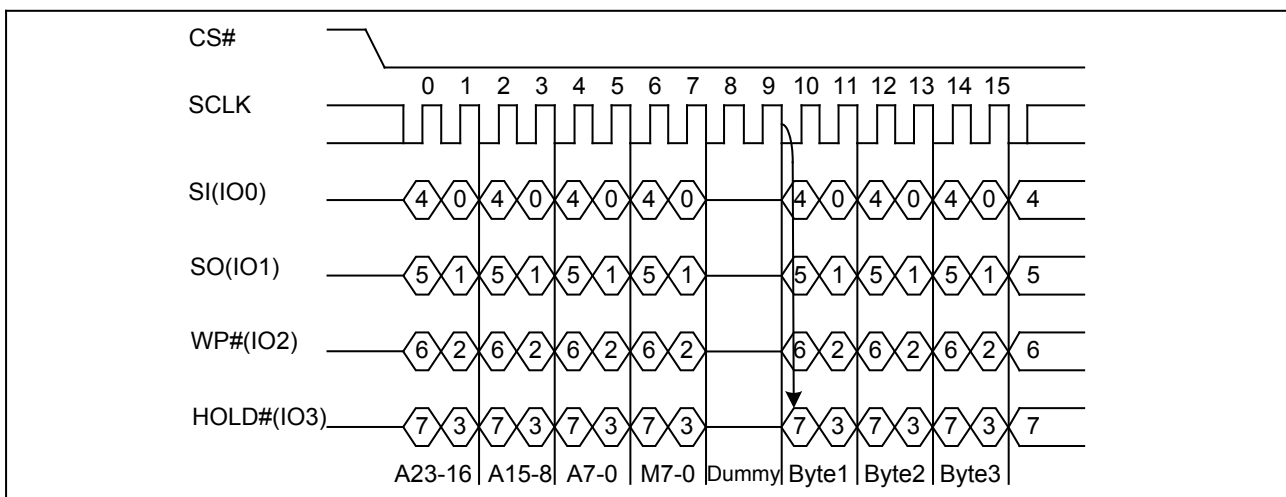 CS#
0 1 2 3 4 5 6 7 8 9 10 11 12 13 14 15
SCLK
SI(IO0) 4 0 4 0 4 0 4 0 4 0 4 0 4 0 4
SO(IO1) 5 1 5 1 5 1 5 1 5 1 5 1 5 1 5
WP#(IO2) 6 2 6 2 6 2 6 2 6 2 6 2 6 2 6
HOLD#(IO3) 7 3 7 3 7 3 7 3 7 3 7 3 7 3 7
A23-16 A15-8 A7-0 M7-0 Dummy Byte1 Byte2 Byte3